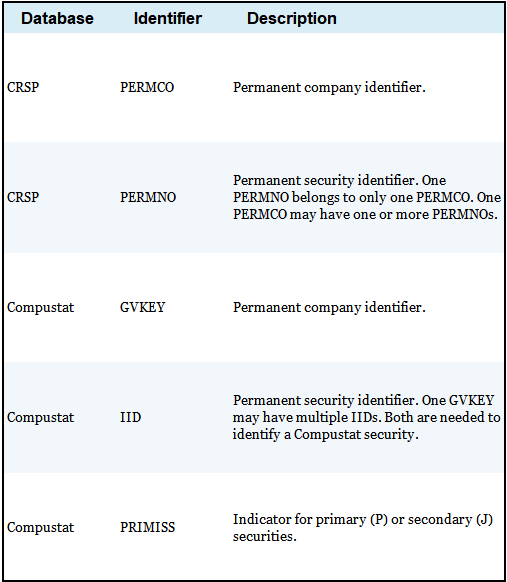 Database Identifier Description
CRSP PERMCO Permanent company identifier.
CRSP PERMNO Permanent security identifier. One
PERMNO belongs to only one PERMCO. One
PERMCO may have one or more PERMNOs.
Compustat GVKEY Permanent company identifier.
Compustat IID Permanent security identifier. One GVKEY
may have multiple IIDs. Both are needed to
identify a Compustat security.
Compustat PRIMISS Indicator for primary (P) or secondary (J)
securities.